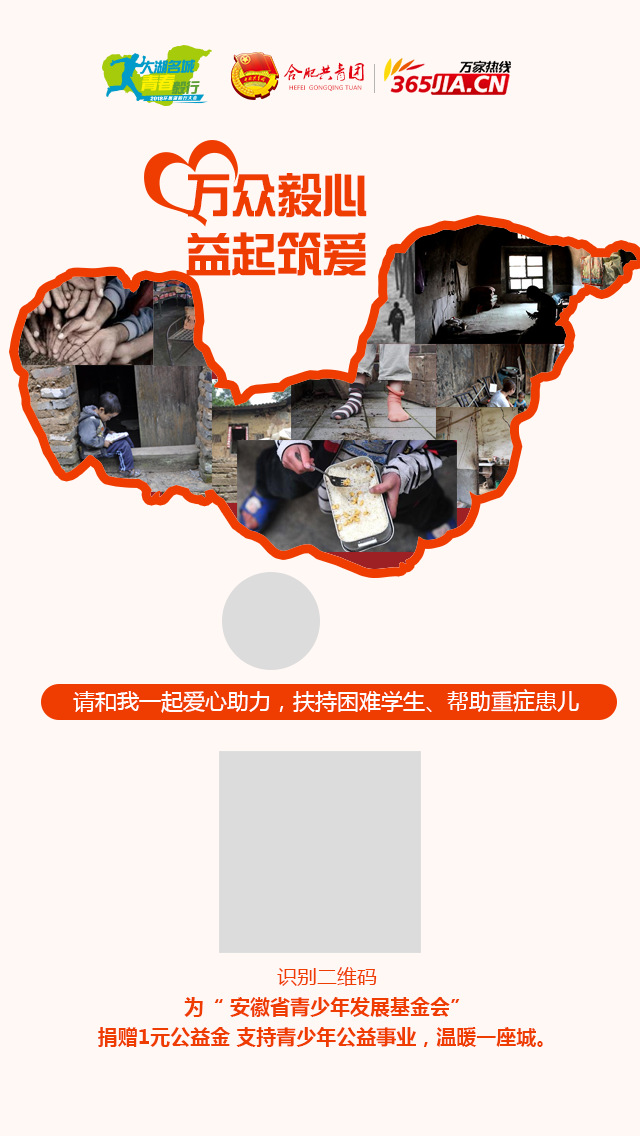 大湖名城
青春毅行
2018环巢湖毅行大会
合肥共青团
HEFEI GONGQING TUAN
万家热线
365JIA.CN
万众毅心
益起筑爱
请和我一起爱心助力，扶持困难学生、帮助重症患儿
识别二维码
为“ 安徽省青少年发展基金会”
捐赠1元公益金 支持青少年公益事业，温暖一座城。